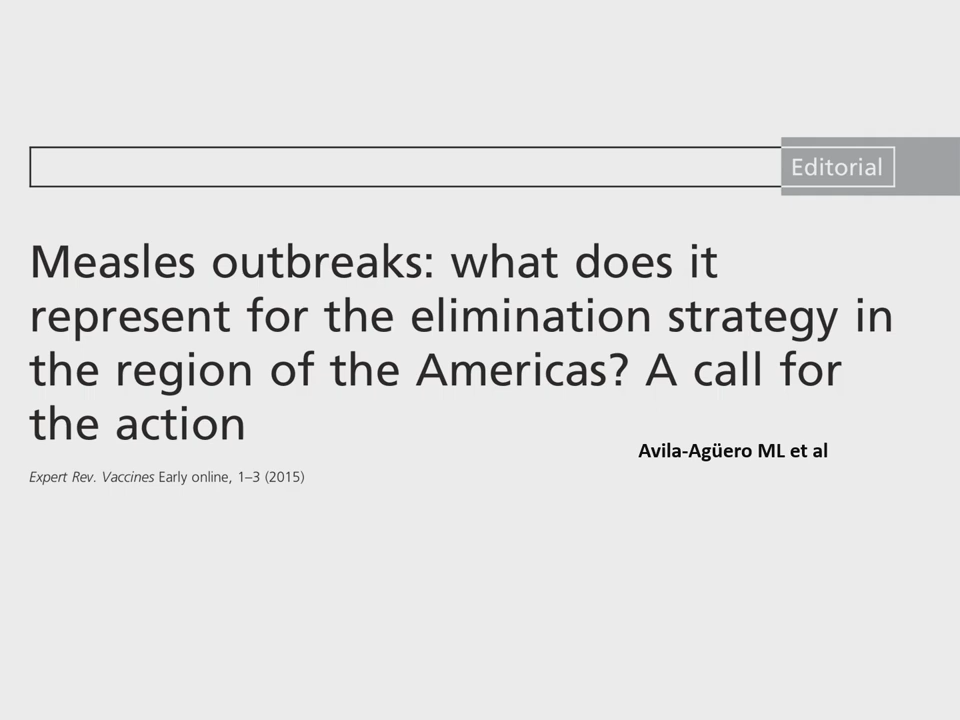 Editorial
Measles outbreaks: what does it
represent for the elimination strategy in
the region of the Americas? A call for
the action
Avila-Agüero ML et al
Expert Rev. Vaccines Early online, 1–3 (2015)